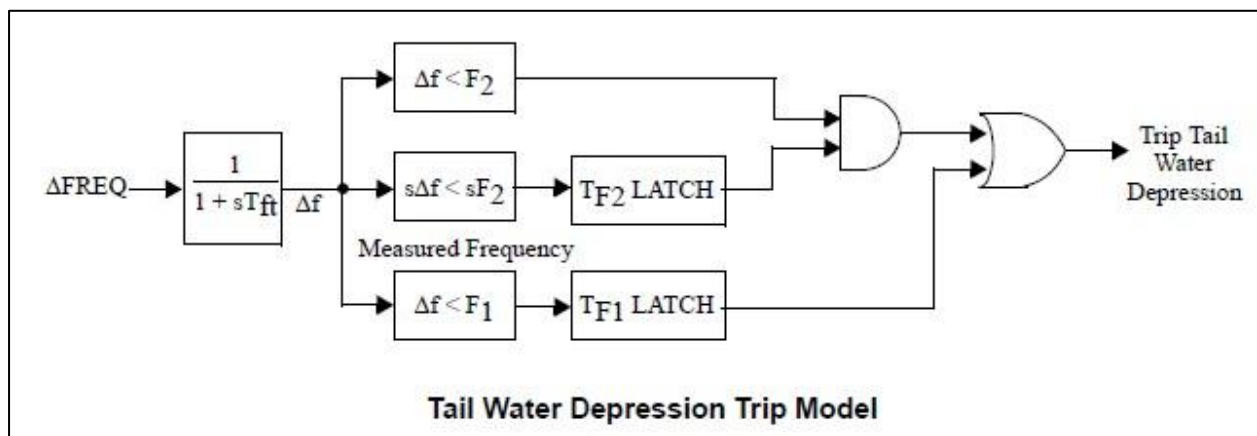 Δf < F2
ΔFREQ
1
1 + sTft
Δf
sΔf < sF2
TF2 LATCH
Trip Tail
Water
Depression
Measured Frequency
Δf < F1
TF1 LATCH
Tail Water Depression Trip Model